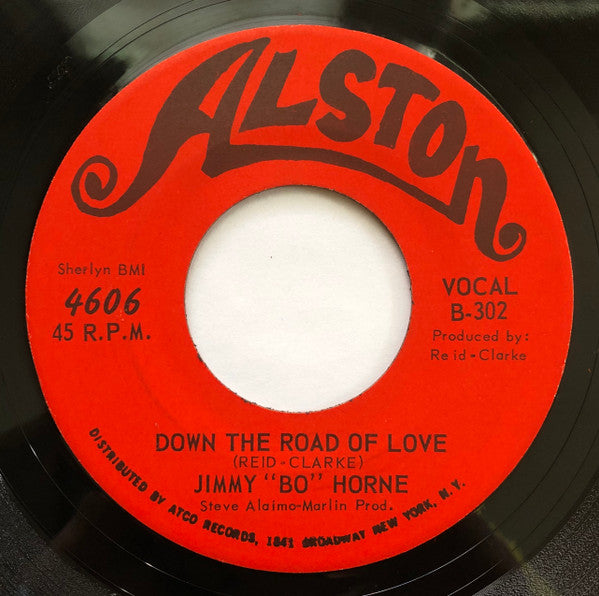 ALSTON
Sherlyn BMI
4606
45 R.P.M.
VOCAL
B-302
Produced by:
Reid-Clarke
DOWN THE ROAD OF LOVE
(REID-CLARKE)
JIMMY "BO" HORNE
Steve Alaimo-Marlin Prod.
DISTRIBUTED BY ATCO RECORDS, 1841 BROADWAY NEW YORK, N.Y.